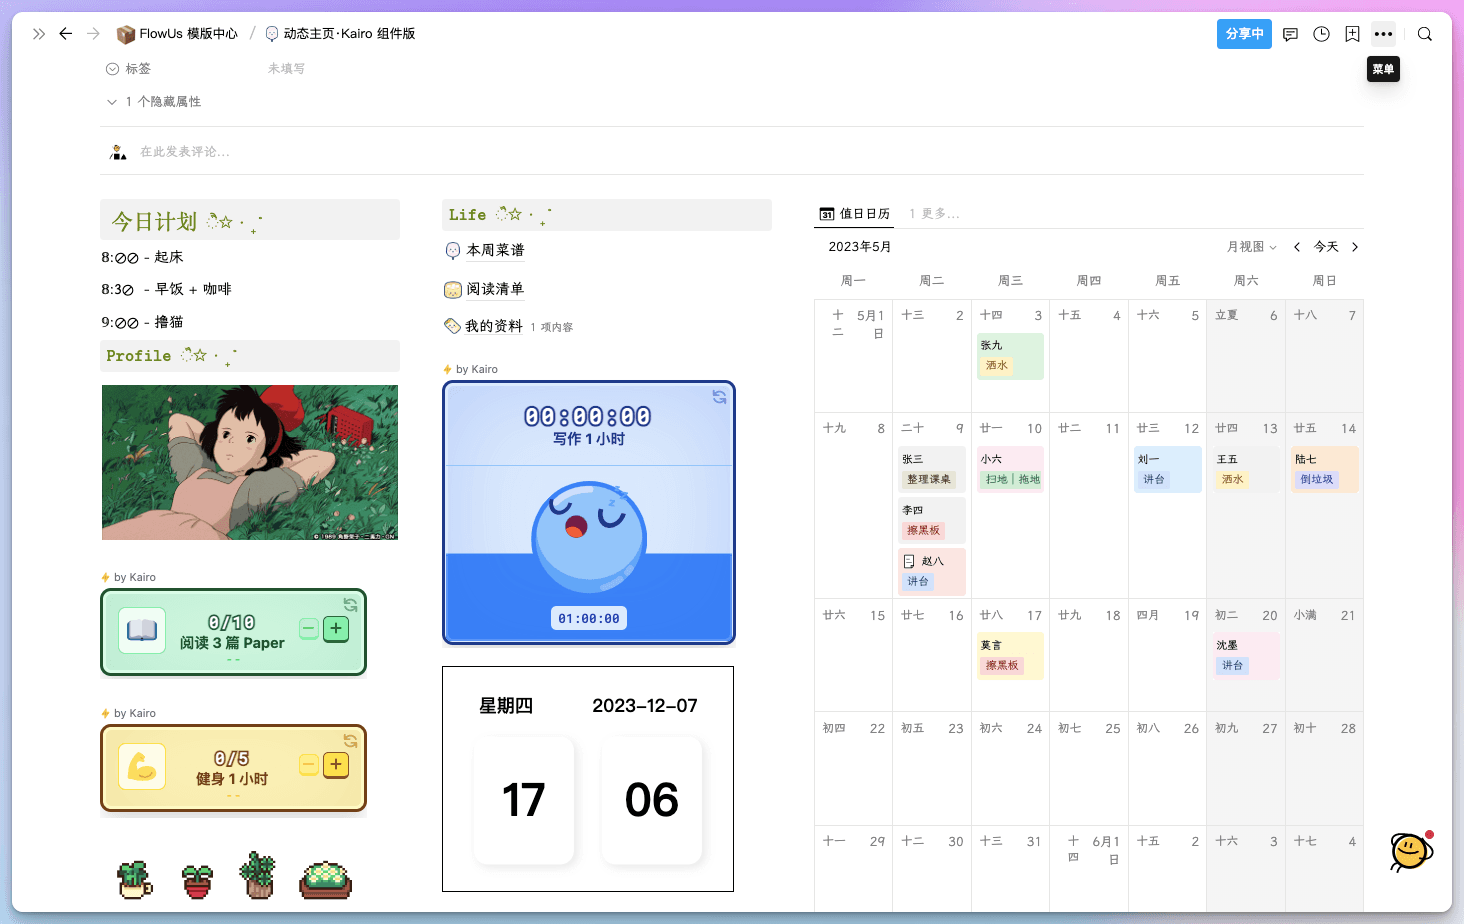 FlowUs 模版中心 / 动态主页·Kairo 组件版
分享中
菜单
标签 未填写
1 个隐藏属性
在此发表评论...
今日计划
8:00 - 起床
8:30 - 早饭 + 咖啡
9:00 - 撸猫
Profile
© 1989 角野栄子・二馬力・GN
by Kairo
0/10
阅读 3 篇 Paper
by Kairo
0/5
健身 1 小时
Life
本周菜谱
阅读清单
我的资料 1 项内容
by Kairo
00:00:00
写作 1 小时
01:00:00
星期四 2023-12-07
17 06
31 值日日历 1 更多...
2023年5月 月视图 今天
周一 周二 周三 周四 周五 周六 周日
十二 5月1日 十三 2 十四 3 十五 4 十六 5 立夏 6 十八 7
张九
洒水
十九 8 二十 9 廿一 10 廿二 11 廿三 12 廿四 13 廿五 14
张三 小六 刘一 王五 陆七
整理课桌 扫地｜拖地 讲台 洒水 倒垃圾
李四
擦黑板
赵八
讲台
廿六 15 廿七 16 廿八 17 廿九 18 四月 19 初二 20 小满 21
莫言 沈墨
擦黑板 讲台
初四 22 初五 23 初六 24 初七 25 初八 26 初九 27 初十 28
十一 29 十二 30 十三 31 十四 6月1日 十五 2 十六 3 十七 4